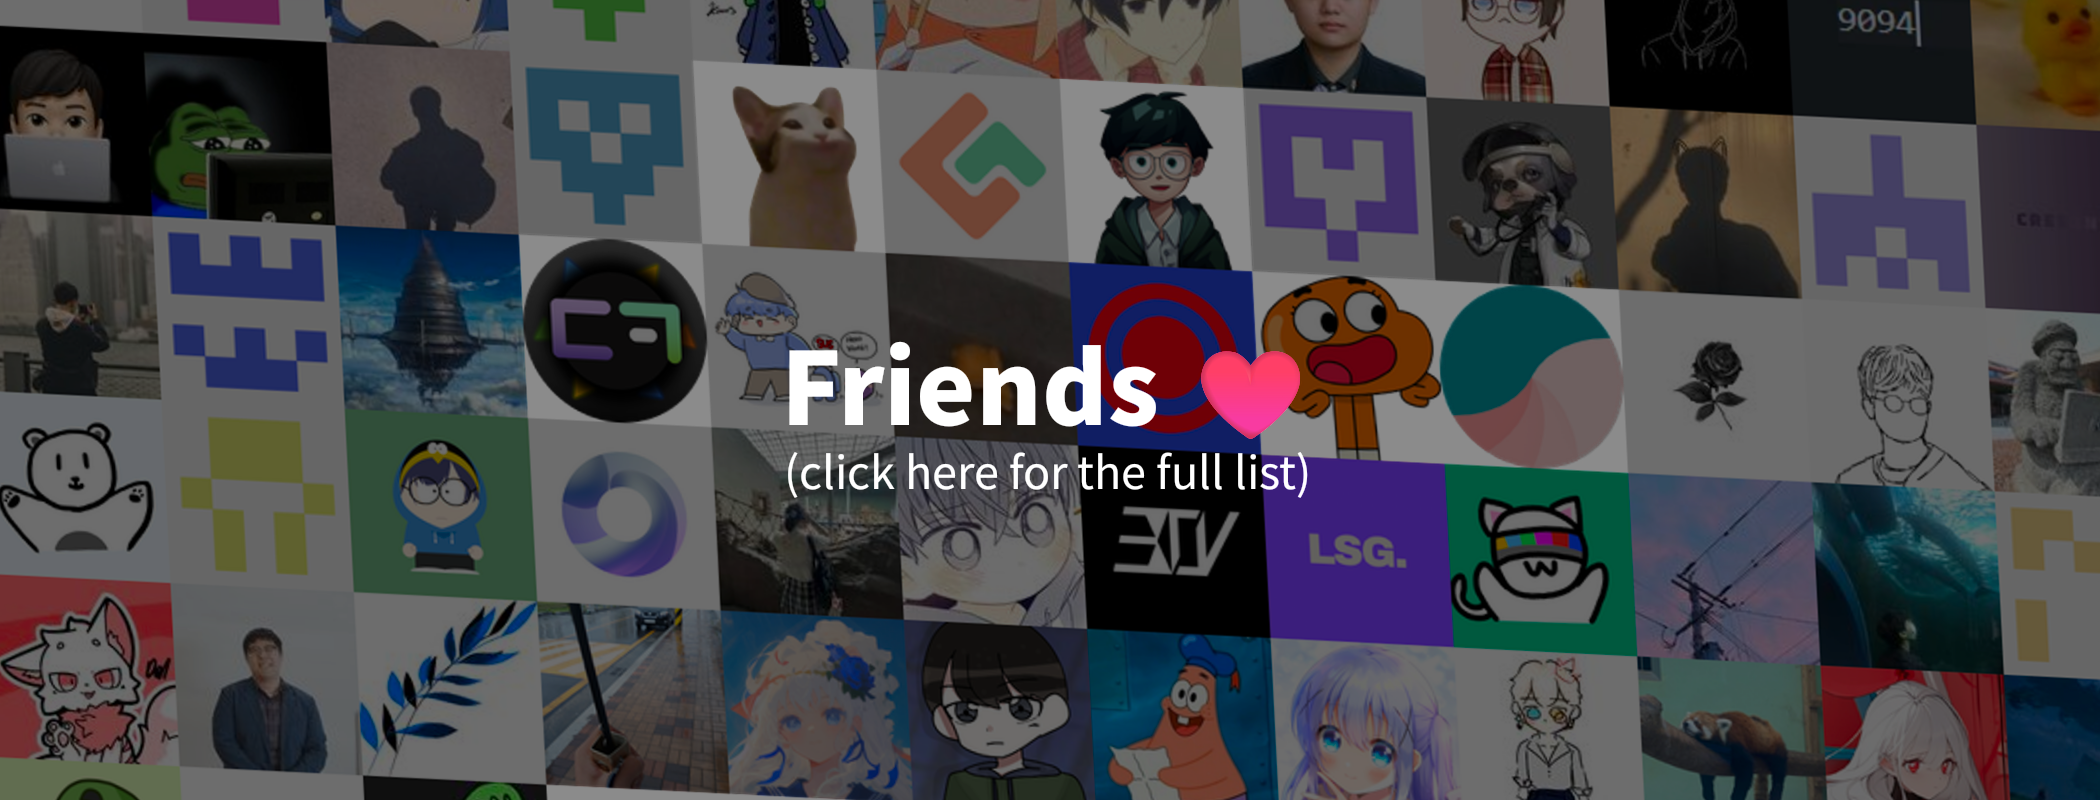 9094
Friends ❤️
(click here for the full list)
LSG.